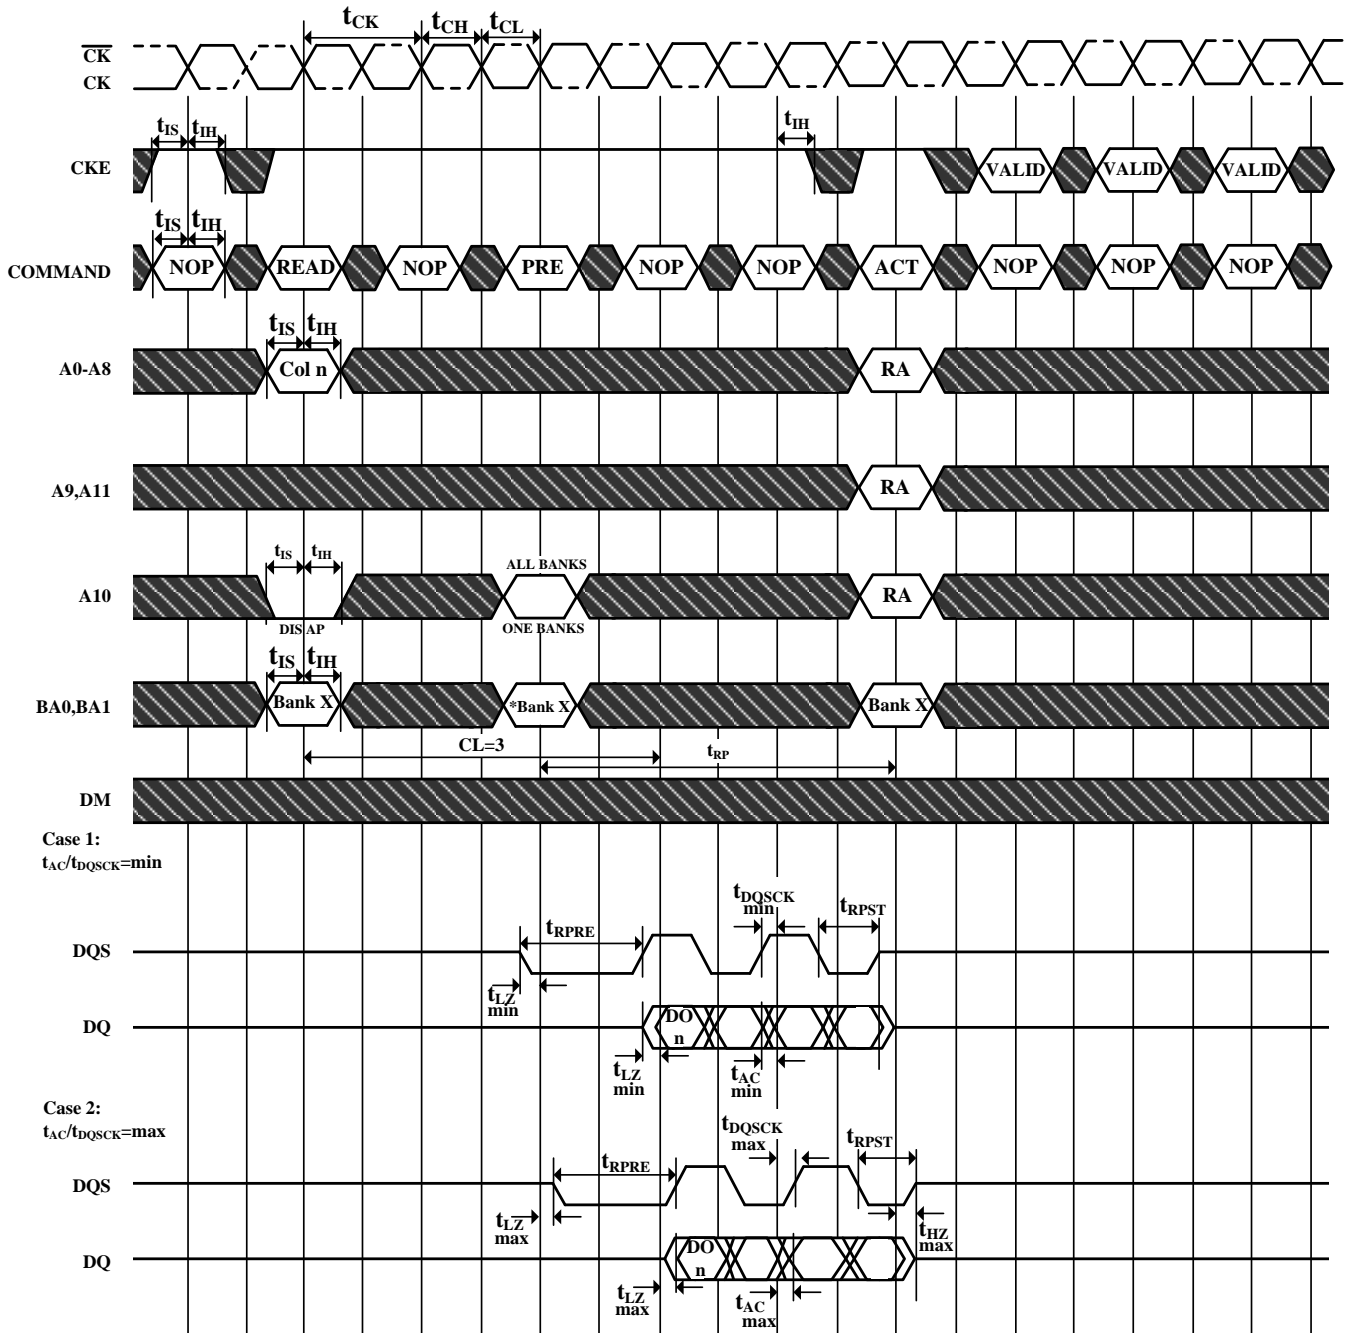 tCK tCH tCL
CK
CK
tIS tIH tIH
CKE VALID VALID VALID
tIS tIH
COMMAND NOP READ NOP PRE NOP NOP ACT NOP NOP NOP
tIS tIH
A0-A8 Col n RA
A9,A11 RA
tIS tIH ALL BANKS
A10 RA
DIS AP ONE BANKS
tIS tIH
BA0,BA1 Bank X *Bank X Bank X
CL=3 tRP
DM
Case 1:
tAC/tDQSCK=min
tDQSCK min tRPST
tRPRE
DQS
tLZ min
DQ DO n
tLZ min tAC min
Case 2:
tAC/tDQSCK=max
tDQSCK max tRPST
tRPRE
DQS
tLZ max tHZ max
DQ DO n
tLZ max tAC max